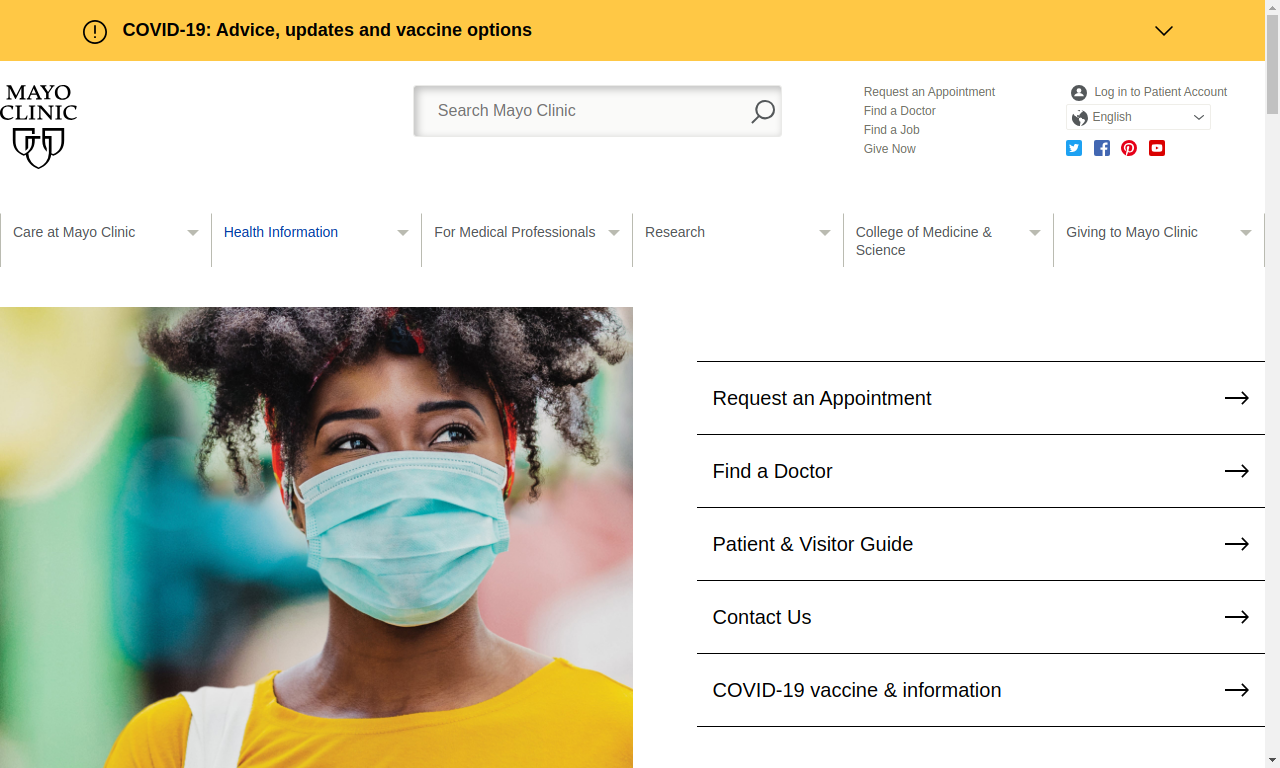 COVID-19: Advice, updates and vaccine options
MAYO
CLINIC
Search Mayo Clinic
Request an Appointment
Find a Doctor
Find a Job
Give Now
Log in to Patient Account
English
Care at Mayo Clinic
Health Information
For Medical Professionals
Research
College of Medicine &
Science
Giving to Mayo Clinic
Request an Appointment
Find a Doctor
Patient & Visitor Guide
Contact Us
COVID-19 vaccine & information